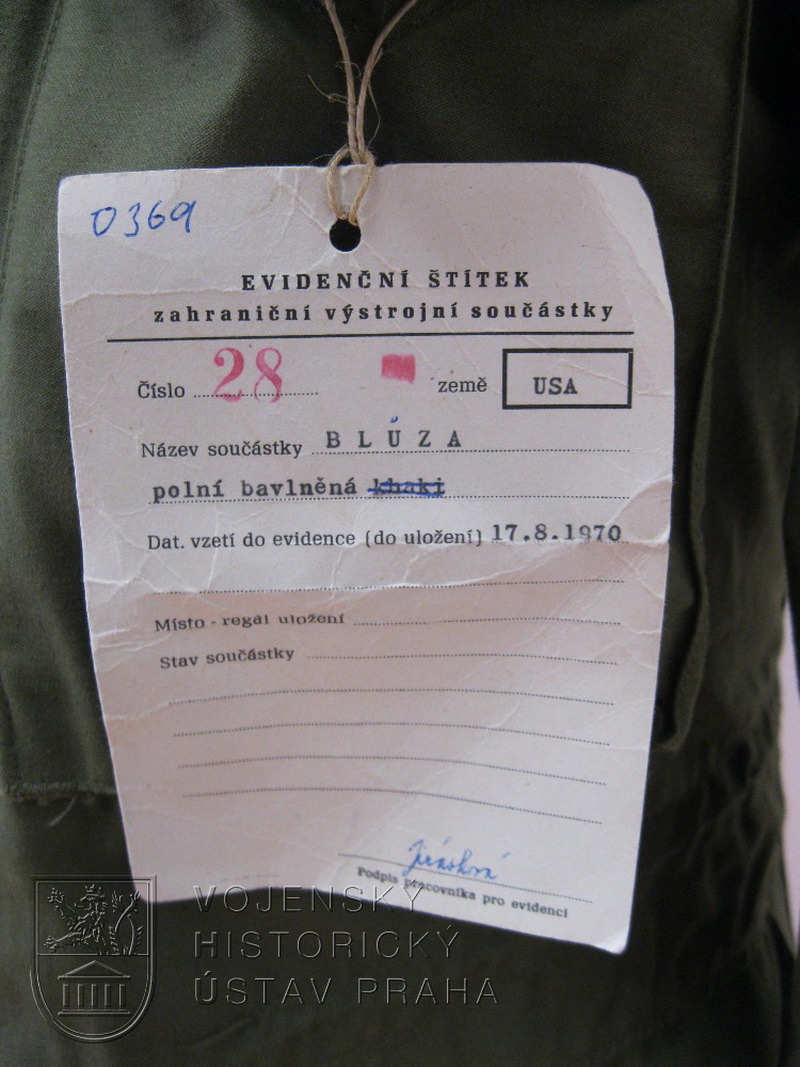 0369
EVIDENČNÍ ŠTÍTEK
zahraniční výstrojní součástky
Číslo 28 země USA
Název součástky BLŮZA
polní bavlněná khaki
Dat. vzetí do evidence (do uložení) 17.8.1970
Místo - regál uložení
Stav součástky
Jirásková
Podpis pracovníka pro evidenci
VOJENSKÝ
HISTORICKÝ
ÚSTAV PRAHA